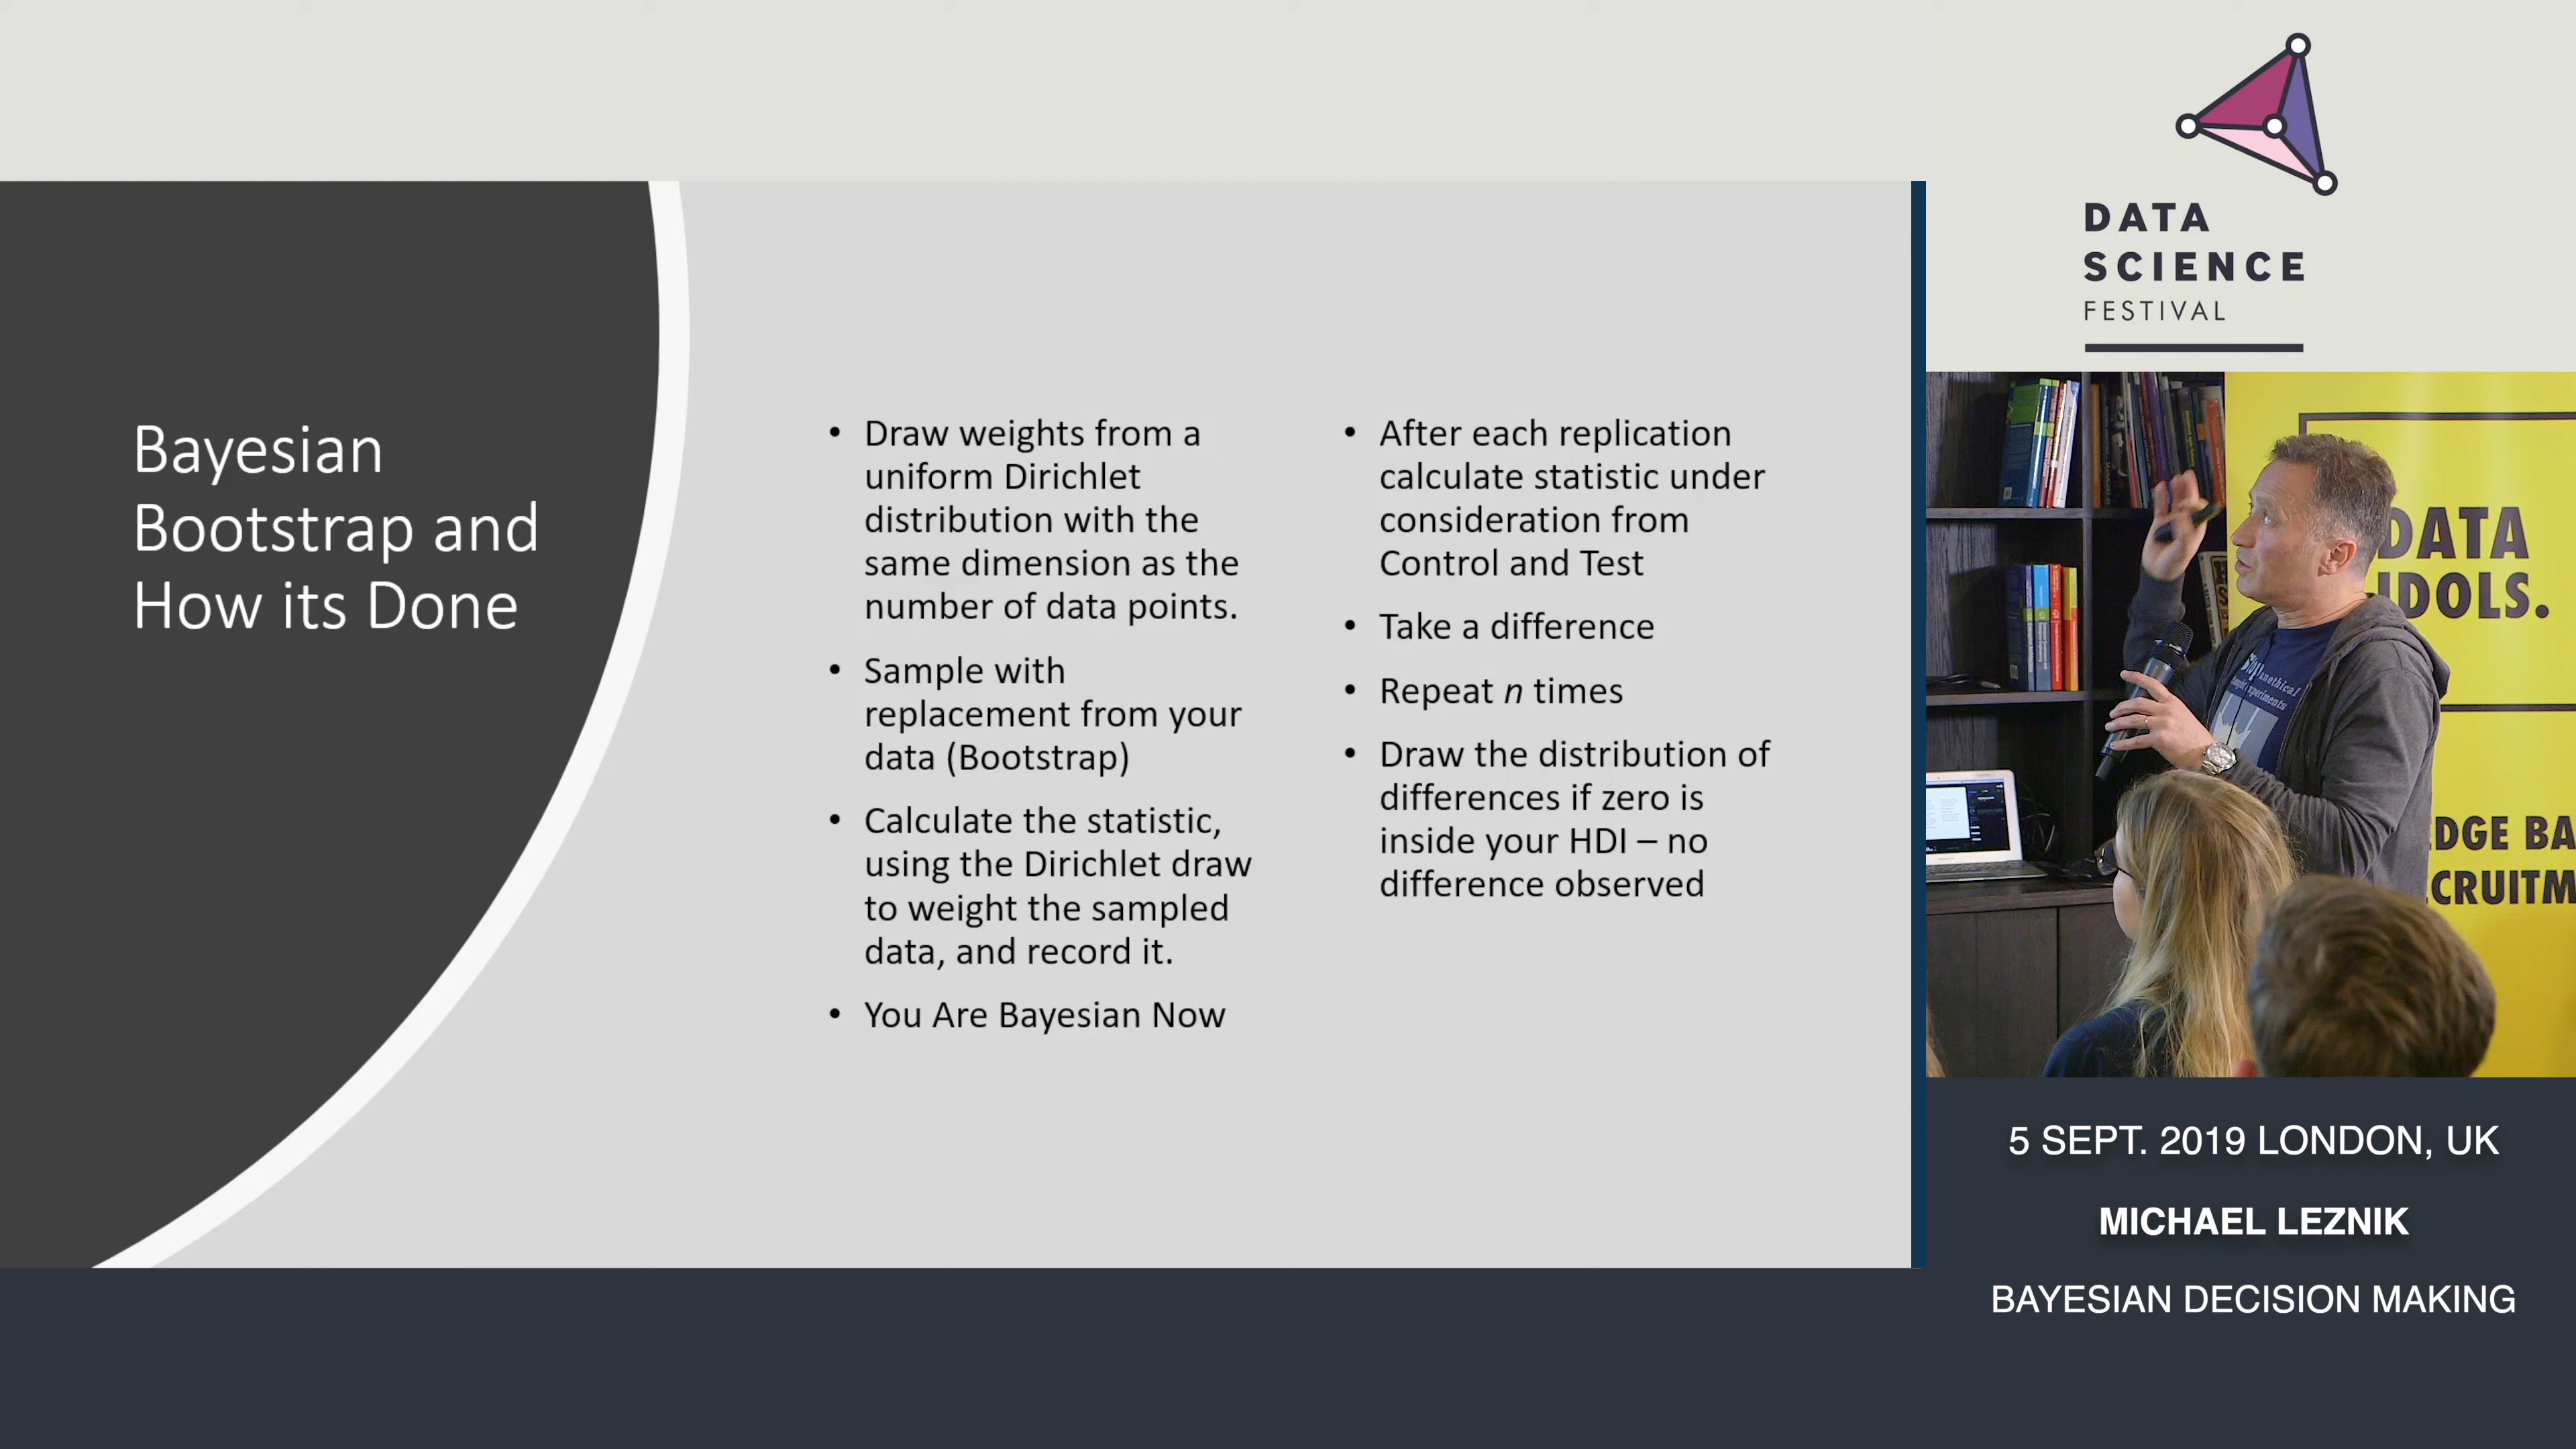 Bayesian
Bootstrap and
How its Done
• Draw weights from a
uniform Dirichlet
distribution with the
same dimension as the
number of data points.
• Sample with
replacement from your
data (Bootstrap)
• Calculate the statistic,
using the Dirichlet draw
to weight the sampled
data, and record it.
• You Are Bayesian Now
• After each replication
calculate statistic under
consideration from
Control and Test
• Take a difference
• Repeat n times
• Draw the distribution of
differences if zero is
inside your HDI – no
difference observed
DATA
SCIENCE
FESTIVAL
DATA
IDOLS.
EDGE BA
CRUITM
5 SEPT. 2019 LONDON, UK
MICHAEL LEZNIK
BAYESIAN DECISION MAKING